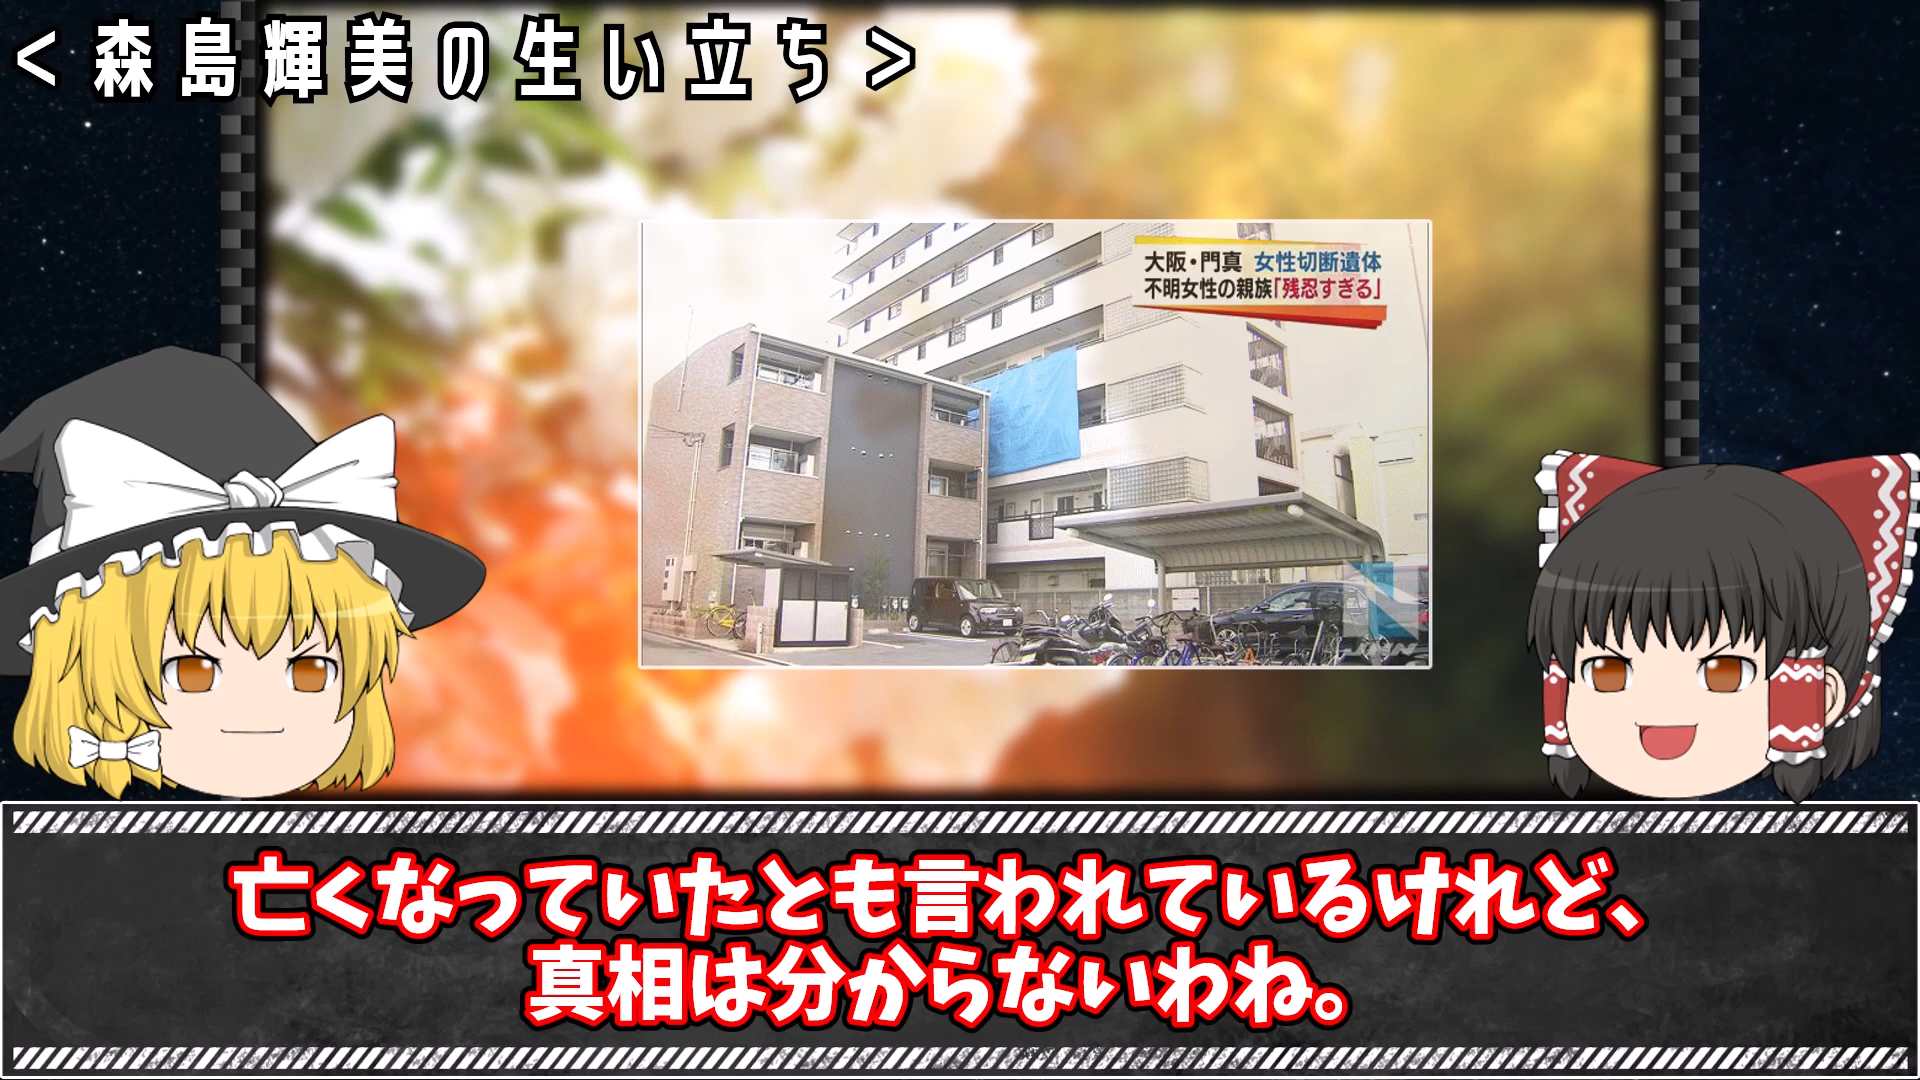 ＜森島輝美の生い立ち＞
大阪・門真 女性切断遺体
不明女性の親族「残忍すぎる」
亡くなっていたとも言われているけれど、
真相は分からないわね。